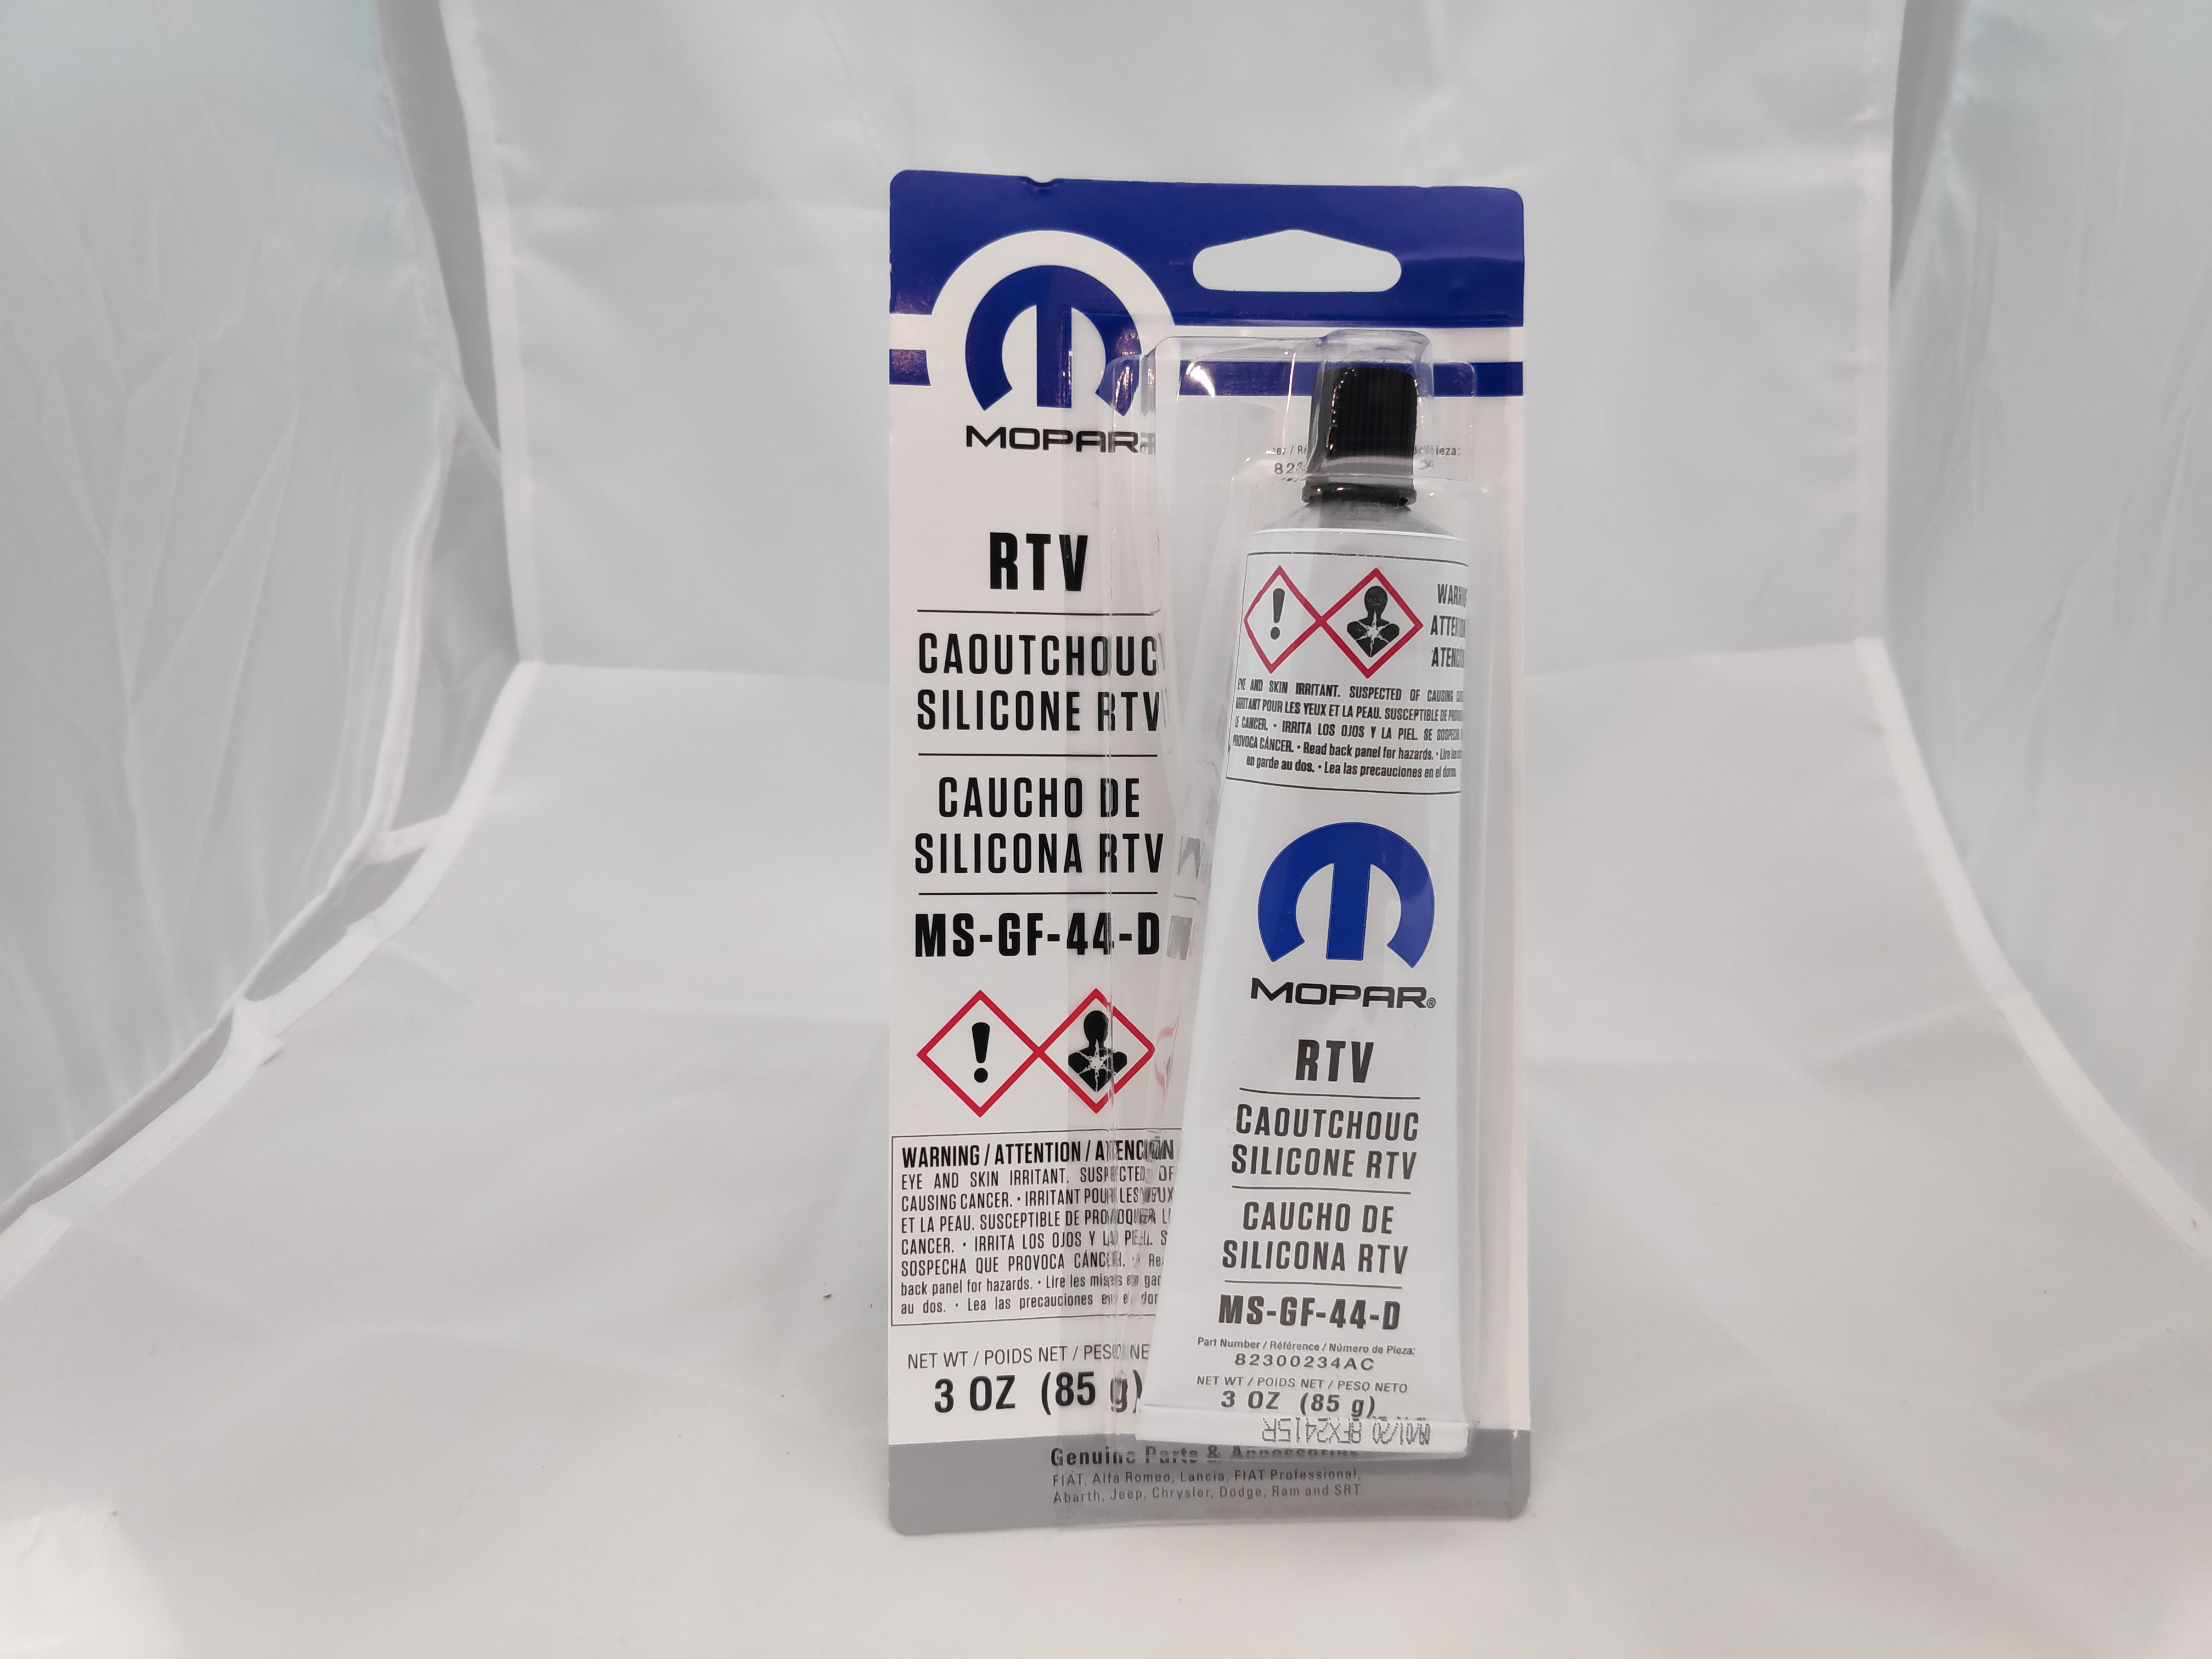 MOPAR
RTV
CAOUTCHOUC
SILICONE RTV
CAUCHO DE
SILICONA RTV
MS-GF-44-D
WARNING / ATTENTION / ATENCIÓN
EYE AND SKIN IRRITANT. SUSPECTED OF
CAUSING CANCER. • IRRITANT POUR LES YEUX
ET LA PEAU. SUSCEPTIBLE DE PROVOQUER
CANCER. • IRRITA LOS OJOS Y LA PIEL.
SOSPECHA QUE PROVOCA CÁNCER. •
back panel for hazards. • Lire les mises en
au dos. • Lea las precauciones en el
NET WT / POIDS NET / PESO
3 OZ (85 g)
WARNING
ATTENTION
EYE AND SKIN IRRITANT. SUSPECTED OF CAUSING
IRRITANT POUR LES YEUX ET LA PEAU. SUSCEPTIBLE DE
LE CANCER. • IRRITA LOS OJOS Y LA PIEL. SE SOSPECHA
PROVOCA CÁNCER. • Read back panel for hazards. • Lire les
en garde au dos. • Lea las precauciones en el dorso.
MOPAR®
RTV
CAOUTCHOUC
SILICONE RTV
CAUCHO DE
SILICONA RTV
MS-GF-44-D
Part Number / Référence / Número de Pieza:
82300234AC
NET WT / POIDS NET / PESO NETO
3 OZ (85 g)
Genuine Parts & Accessories
FIAT, Alfa Romeo, Lancia, FIAT Professional,
Abarth, Jeep, Chrysler, Dodge, Ram and SRT